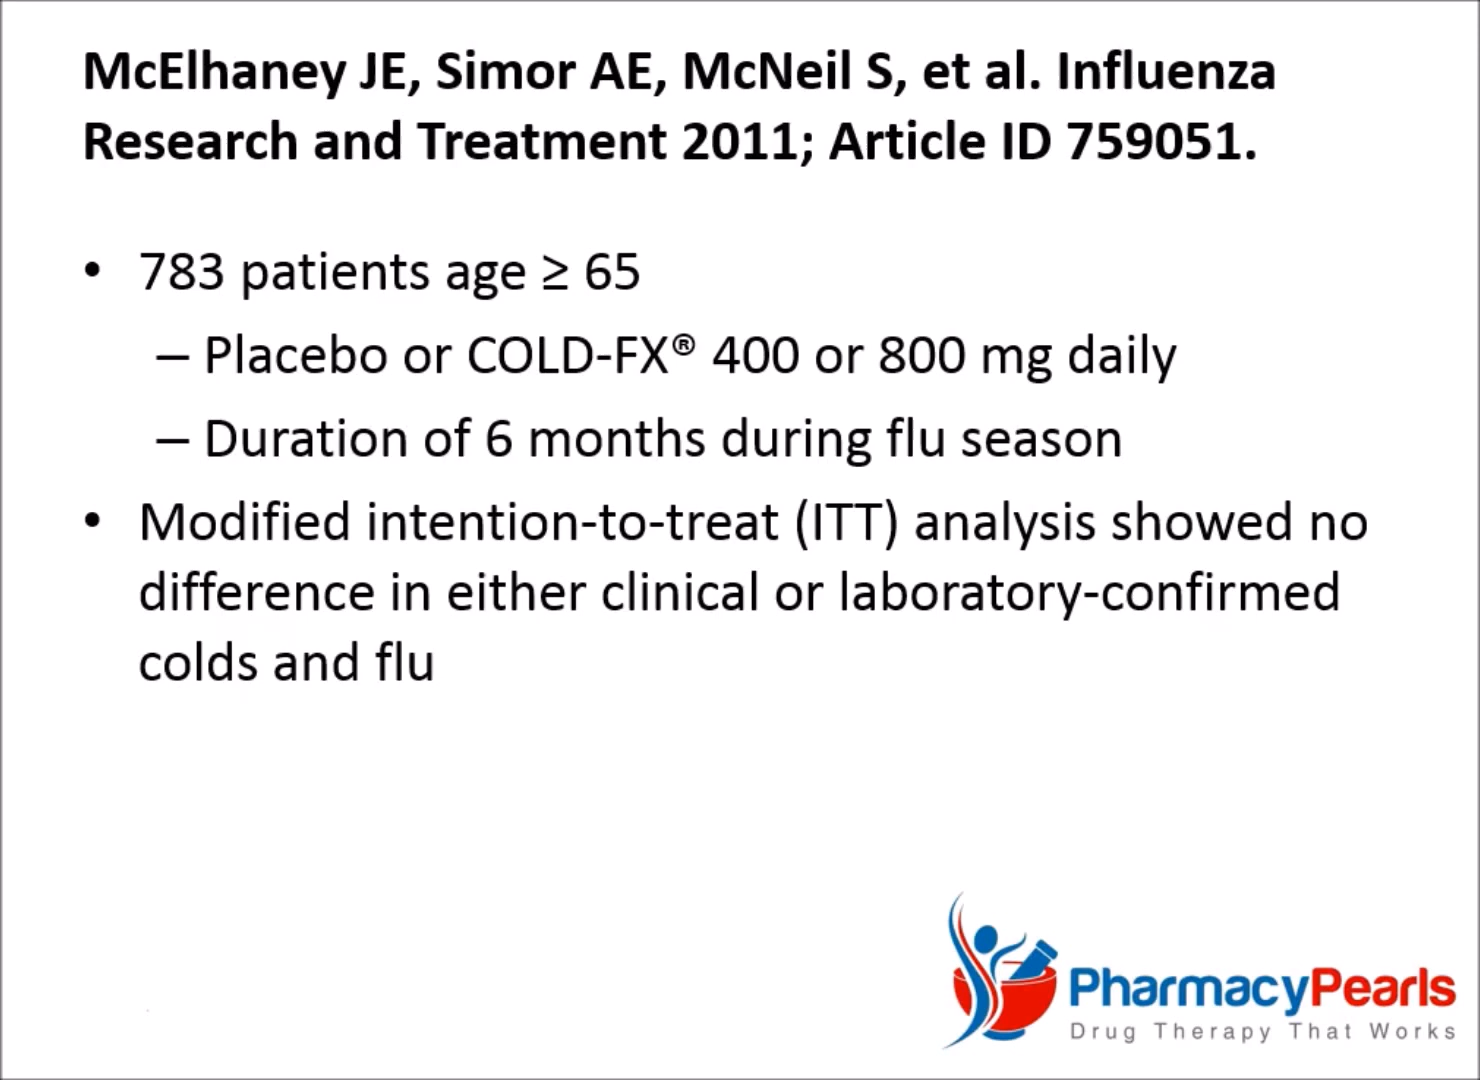 McElhaney JE, Simor AE, McNeil S, et al. Influenza
Research and Treatment 2011; Article ID 759051.
• 783 patients age ≥ 65
– Placebo or COLD-FX® 400 or 800 mg daily
– Duration of 6 months during flu season
• Modified intention-to-treat (ITT) analysis showed no
difference in either clinical or laboratory-confirmed
colds and flu
PharmacyPearls
Drug Therapy That Works